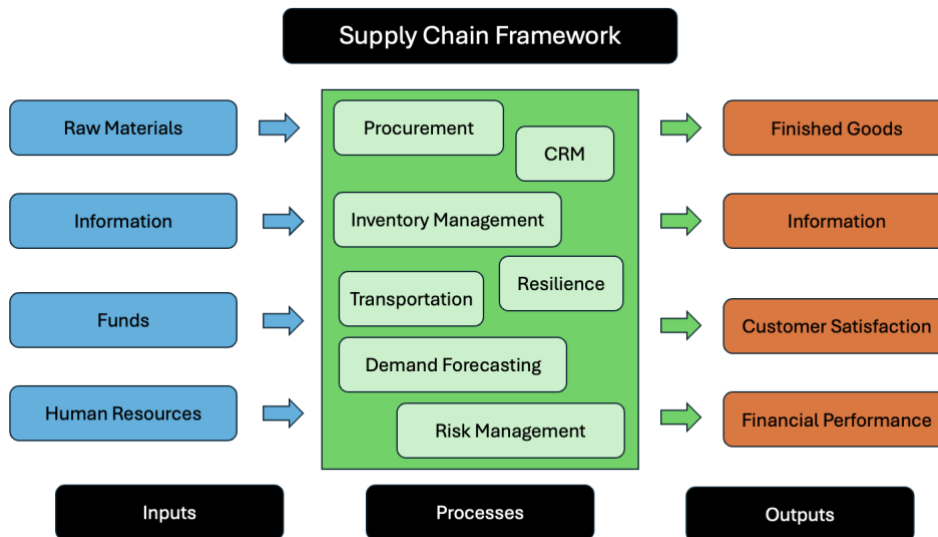 Supply Chain Framework
Raw Materials
Procurement
CRM
Finished Goods
Information
Inventory Management
Information
Funds
Transportation
Resilience
Customer Satisfaction
Demand Forecasting
Human Resources
Risk Management
Financial Performance
Inputs
Processes
Outputs